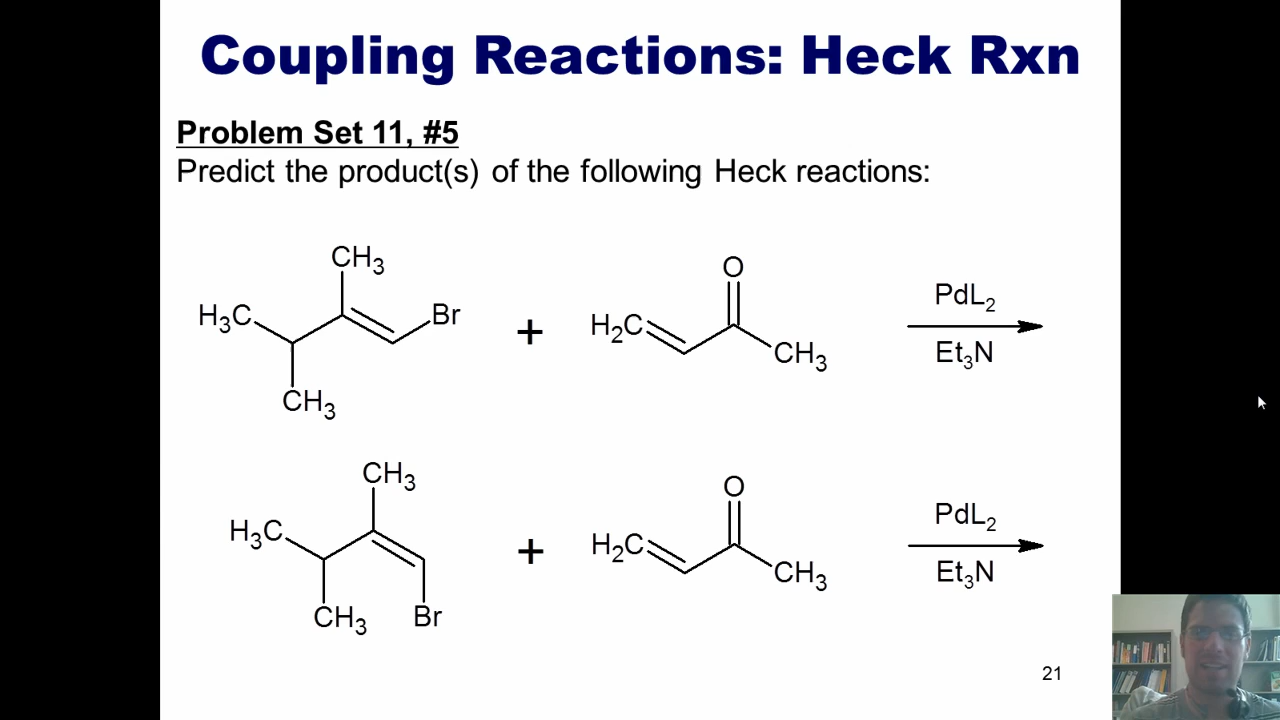 Coupling Reactions: Heck Rxn
Problem Set 11, #5
Predict the product(s) of the following Heck reactions:
CH₃
H₃C
Br
CH₃
+
H₂C
O
CH₃
PdL₂
Et₃N
CH₃
H₃C
CH₃
Br
+
H₂C
O
CH₃
PdL₂
Et₃N
21